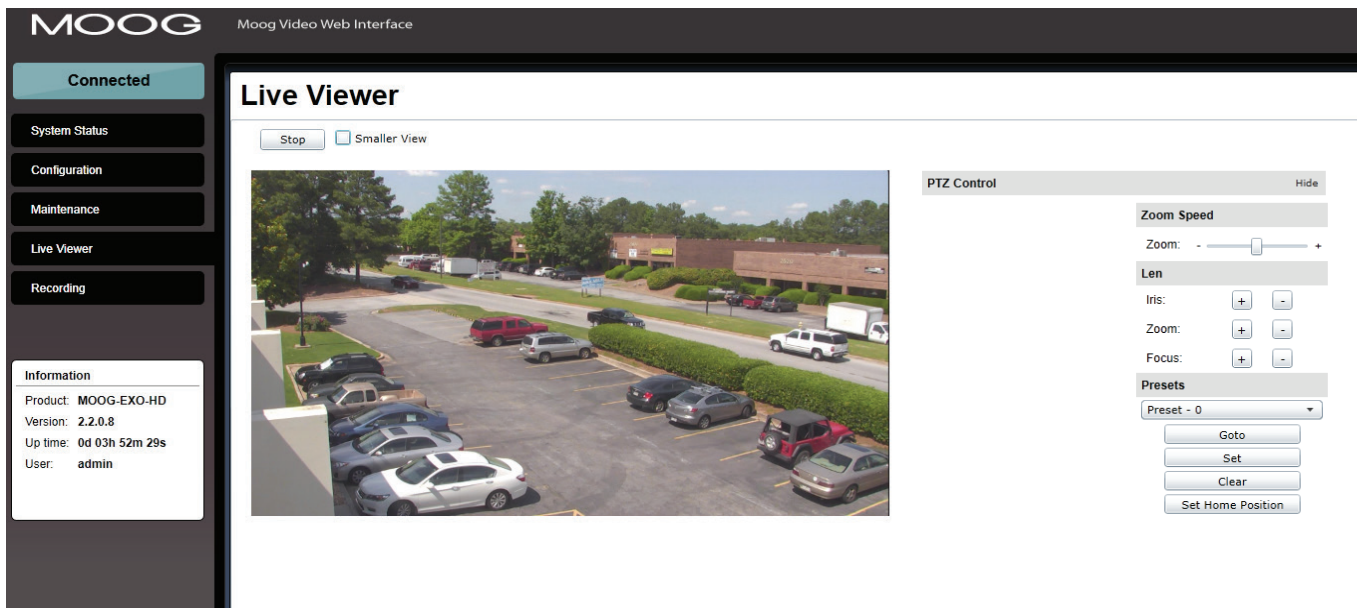 MOOG
Moog Video Web Interface
Connected
System Status
Configuration
Maintenance
Live Viewer
Recording
Information
Product: MOOG-EXO-HD
Version: 2.2.0.8
Up time: 0d 03h 52m 29s
User: admin
Live Viewer
Stop
Smaller View
PTZ Control
Hide
Zoom Speed
Zoom: - +
Len
Iris: + -
Zoom: + -
Focus: + -
Presets
Preset - 0
Goto
Set
Clear
Set Home Position